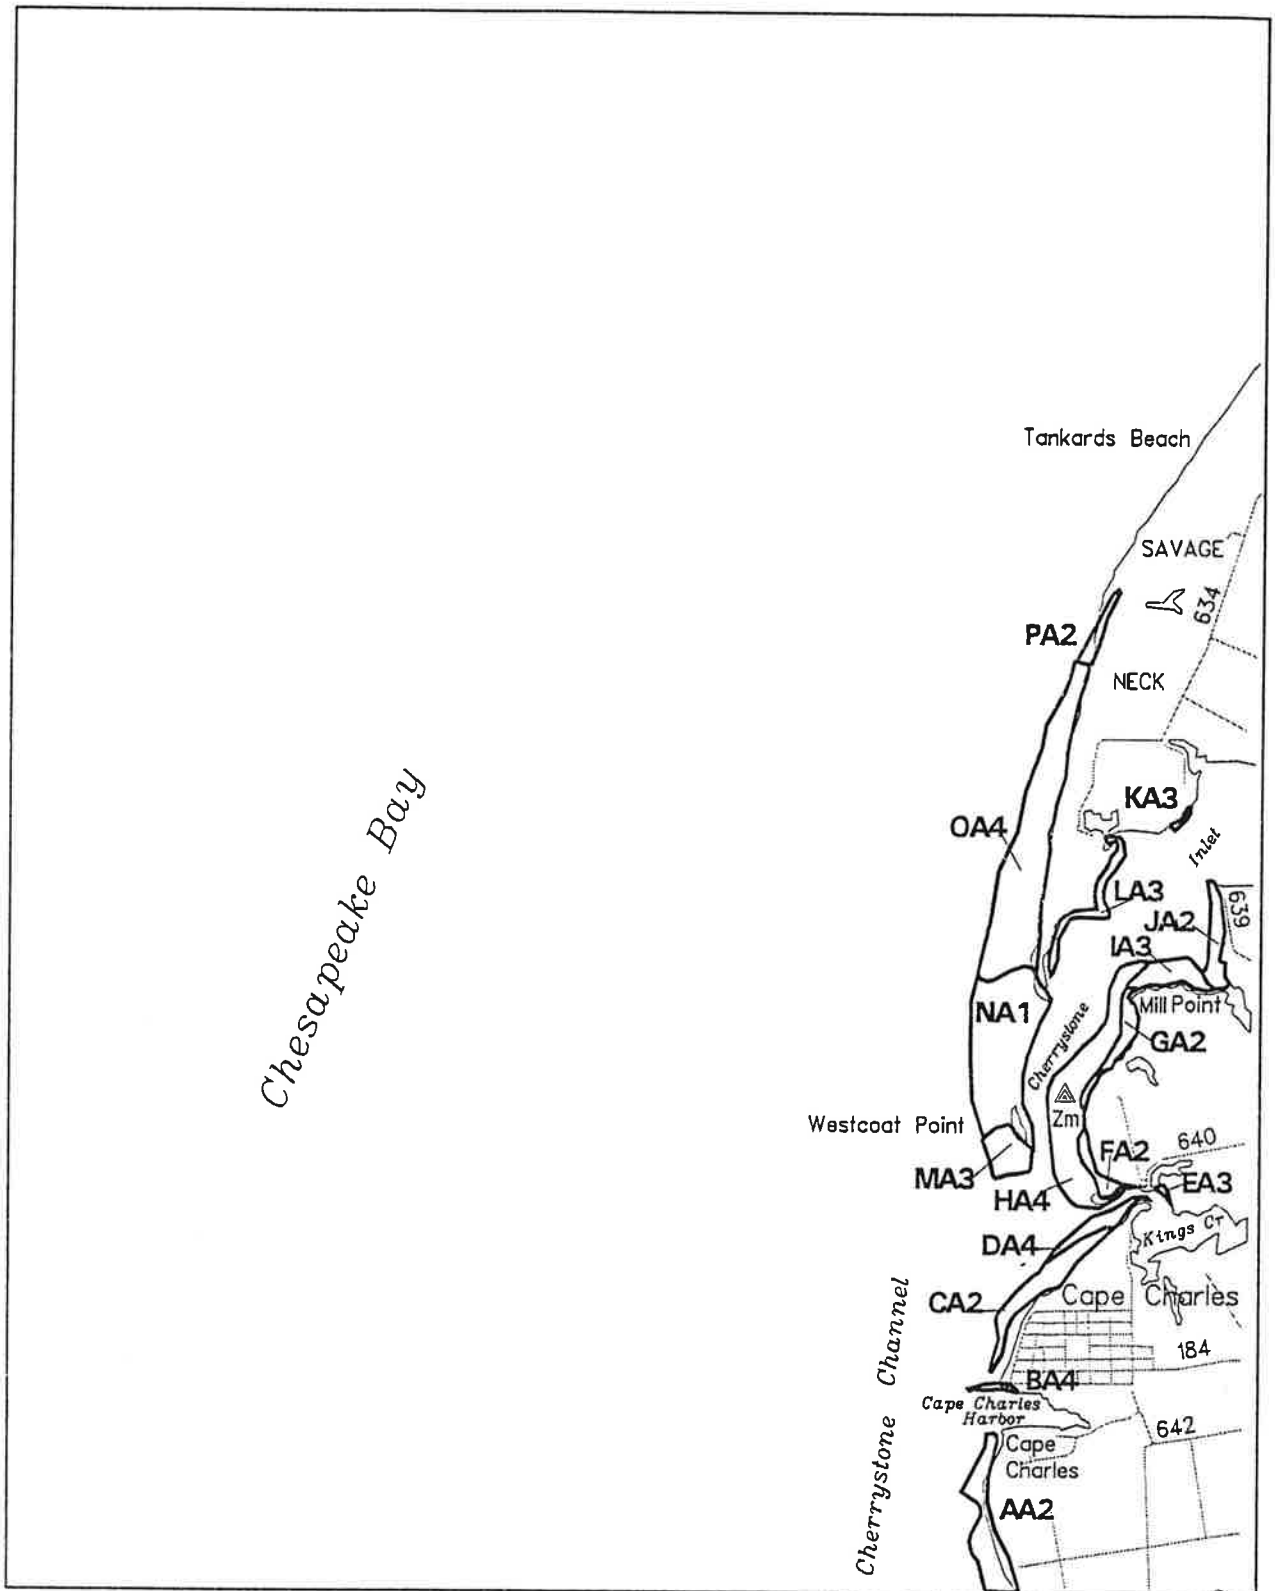 Tankards Beach
SAVAGE
634
PA2
NECK
KA3
OA4
Inlet
LA3
639
JA2
IA3
Chesapeake Bay
NA1
Mill Point
Cherrystone
GA2
Zm
Westcoat Point
640
FA2
MA3
EA3
HA4
Kings Cr
DA4
CA2
Cape Charles
Cherrystone Channel
184
BA4
Cape Charles
Harbor
642
Cape
Charles
AA2